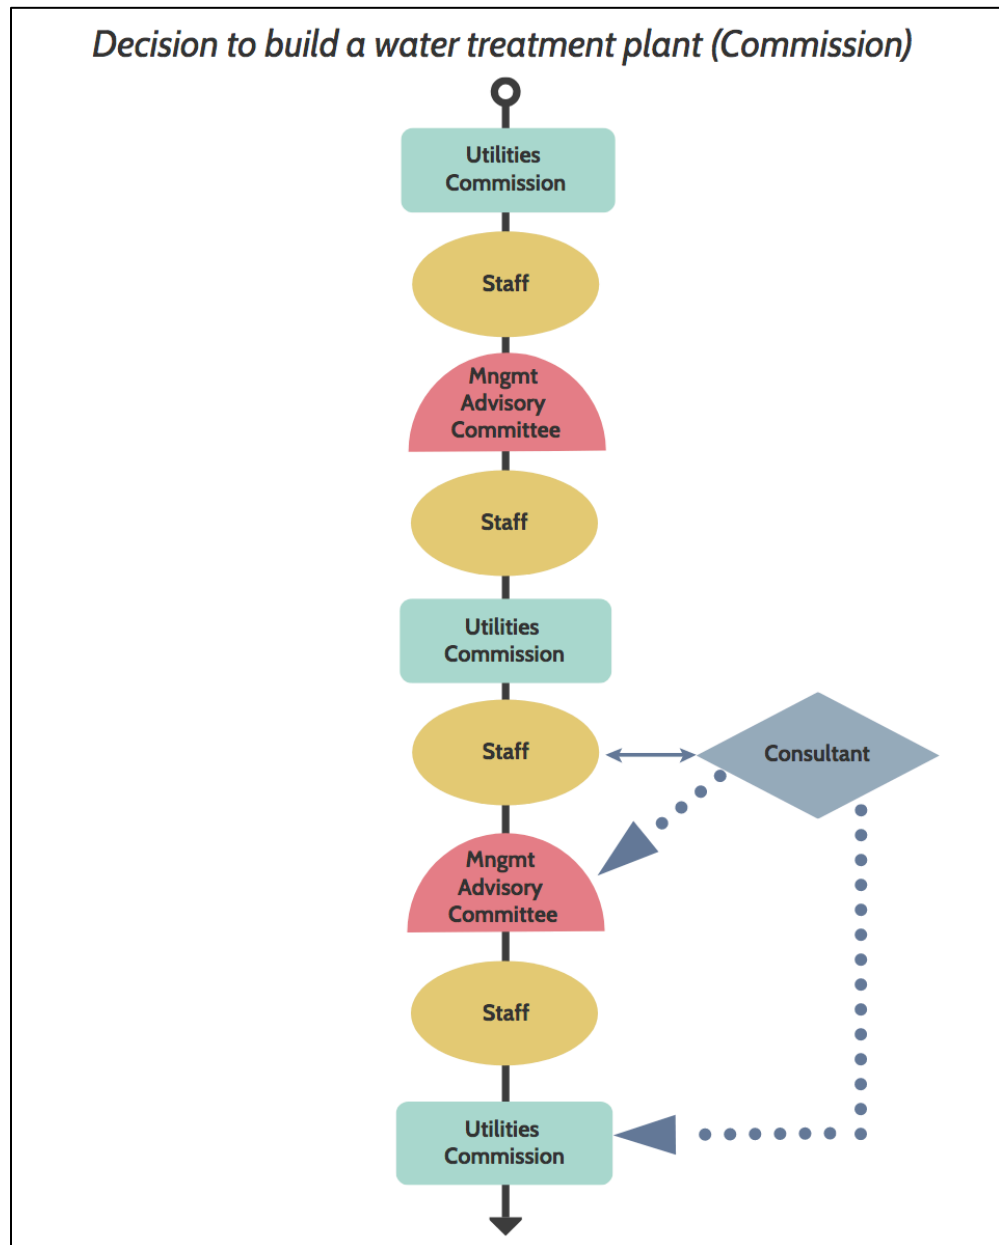 Decision to build a water treatment plant (Commission)
Utilities
Commission
Staff
Mngmt
Advisory
Committee
Staff
Utilities
Commission
Staff
Consultant
Mngmt
Advisory
Committee
Staff
Utilities
Commission